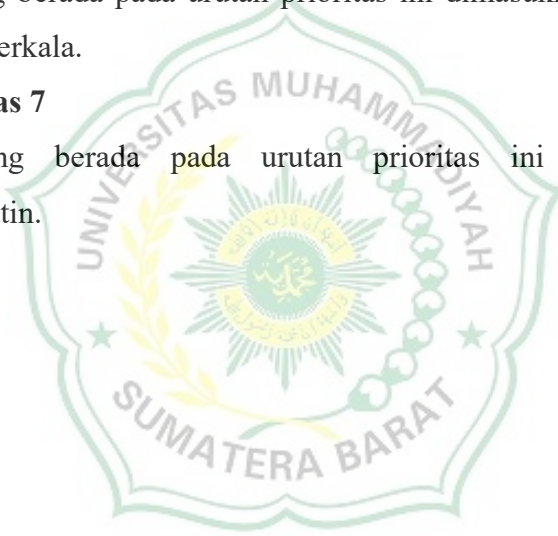 g berada pada urutan prioritas ini dimasuk
erkala.
as 7
ng berada pada urutan prioritas ini
tin.
UNIVERSITAS MUHAMMADIYAH
SUMATERA BARAT
محمد